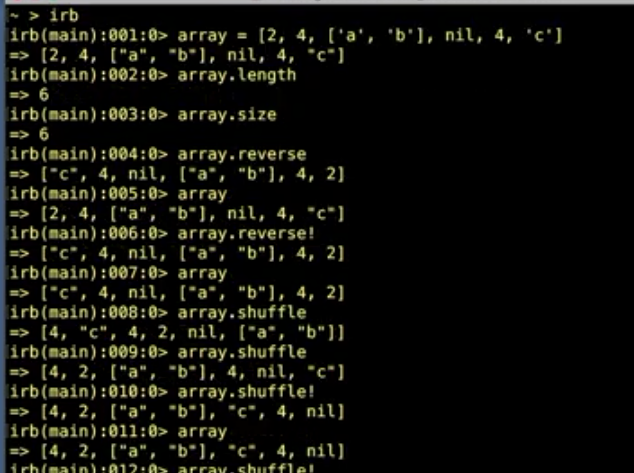 ~ > irb
irb(main):001:0> array = [2, 4, ['a', 'b'], nil, 4, 'c']
=> [2, 4, ["a", "b"], nil, 4, "c"]
irb(main):002:0> array.length
=> 6
irb(main):003:0> array.size
=> 6
irb(main):004:0> array.reverse
=> ["c", 4, nil, ["a", "b"], 4, 2]
irb(main):005:0> array
=> [2, 4, ["a", "b"], nil, 4, "c"]
irb(main):006:0> array.reverse!
=> ["c", 4, nil, ["a", "b"], 4, 2]
irb(main):007:0> array
=> ["c", 4, nil, ["a", "b"], 4, 2]
irb(main):008:0> array.shuffle
=> [4, "c", 4, 2, nil, ["a", "b"]]
irb(main):009:0> array.shuffle
=> [4, 2, ["a", "b"], 4, nil, "c"]
irb(main):010:0> array.shuffle!
=> [4, 2, ["a", "b"], "c", 4, nil]
irb(main):011:0> array
=> [4, 2, ["a", "b"], "c", 4, nil]
irb(main):012:0> array.shuffle!